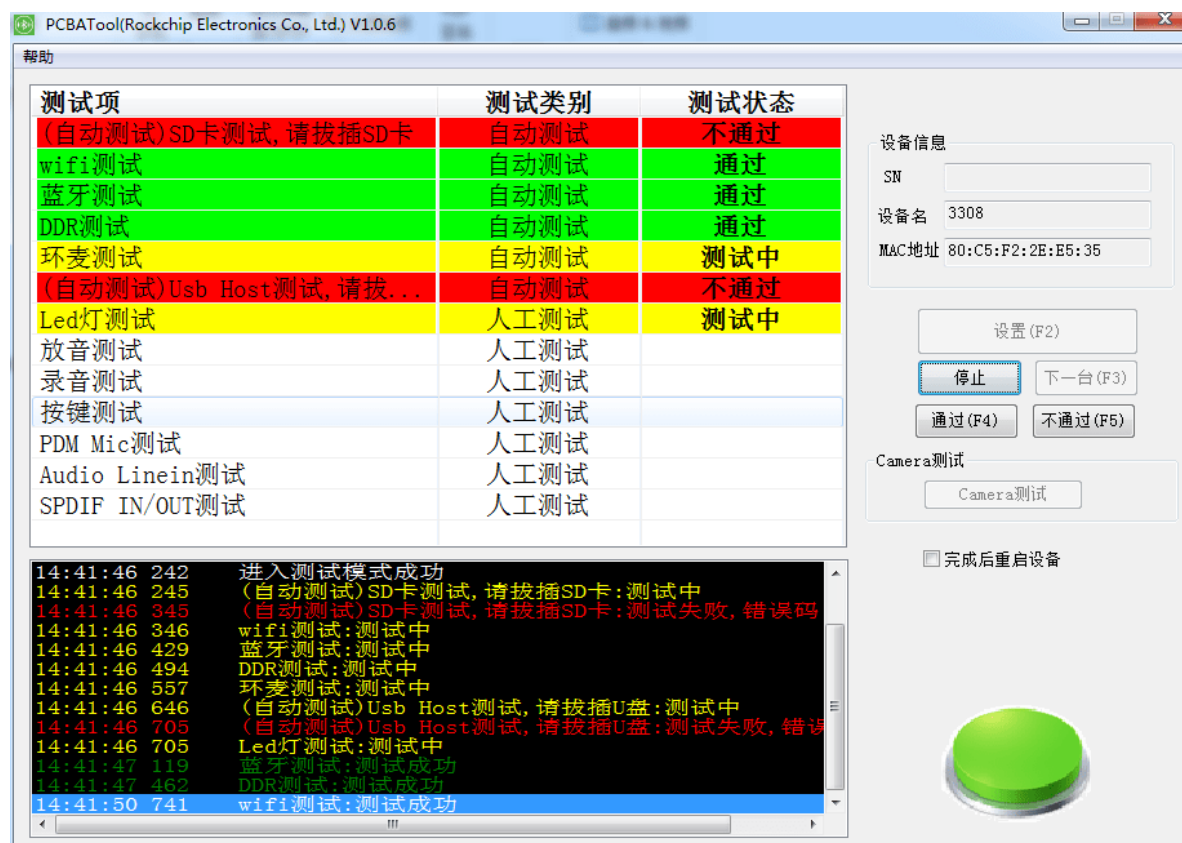 PCBATool(Rockchip Electronics Co., Ltd.) V1.0.6
帮助
测试项 测试类别 测试状态
(自动测试)SD卡测试,请拔插SD卡 自动测试 不通过
wifi测试 自动测试 通过
蓝牙测试 自动测试 通过
DDR测试 自动测试 通过
环麦测试 自动测试 测试中
(自动测试)Usb Host测试,请拔... 自动测试 不通过
Led灯测试 人工测试 测试中
放音测试 人工测试
录音测试 人工测试
按键测试 人工测试
PDM Mic测试 人工测试
Audio Linein测试 人工测试
SPDIF IN/OUT测试 人工测试
设备信息
SN
设备名 3308
MAC地址 80:C5:F2:2E:E5:35
设置(F2)
停止 下一台(F3)
通过(F4) 不通过(F5)
Camera测试
Camera测试
完成后重启设备
14:41:46 242 进入测试模式成功
14:41:46 245 (自动测试)SD卡测试,请拔插SD卡:测试中
14:41:46 345 (自动测试)SD卡测试,请拔插SD卡:测试失败,错误码
14:41:46 346 wifi测试:测试中
14:41:46 429 蓝牙测试:测试中
14:41:46 494 DDR测试:测试中
14:41:46 557 环麦测试:测试中
14:41:46 646 (自动测试)Usb Host测试,请拔插U盘:测试中
14:41:46 705 (自动测试)Usb Host测试,请拔插U盘:测试失败,错误
14:41:46 705 Led灯测试:测试中
14:41:47 119 蓝牙测试:测试成功
14:41:47 462 DDR测试:测试成功
14:41:50 741 wifi测试:测试成功